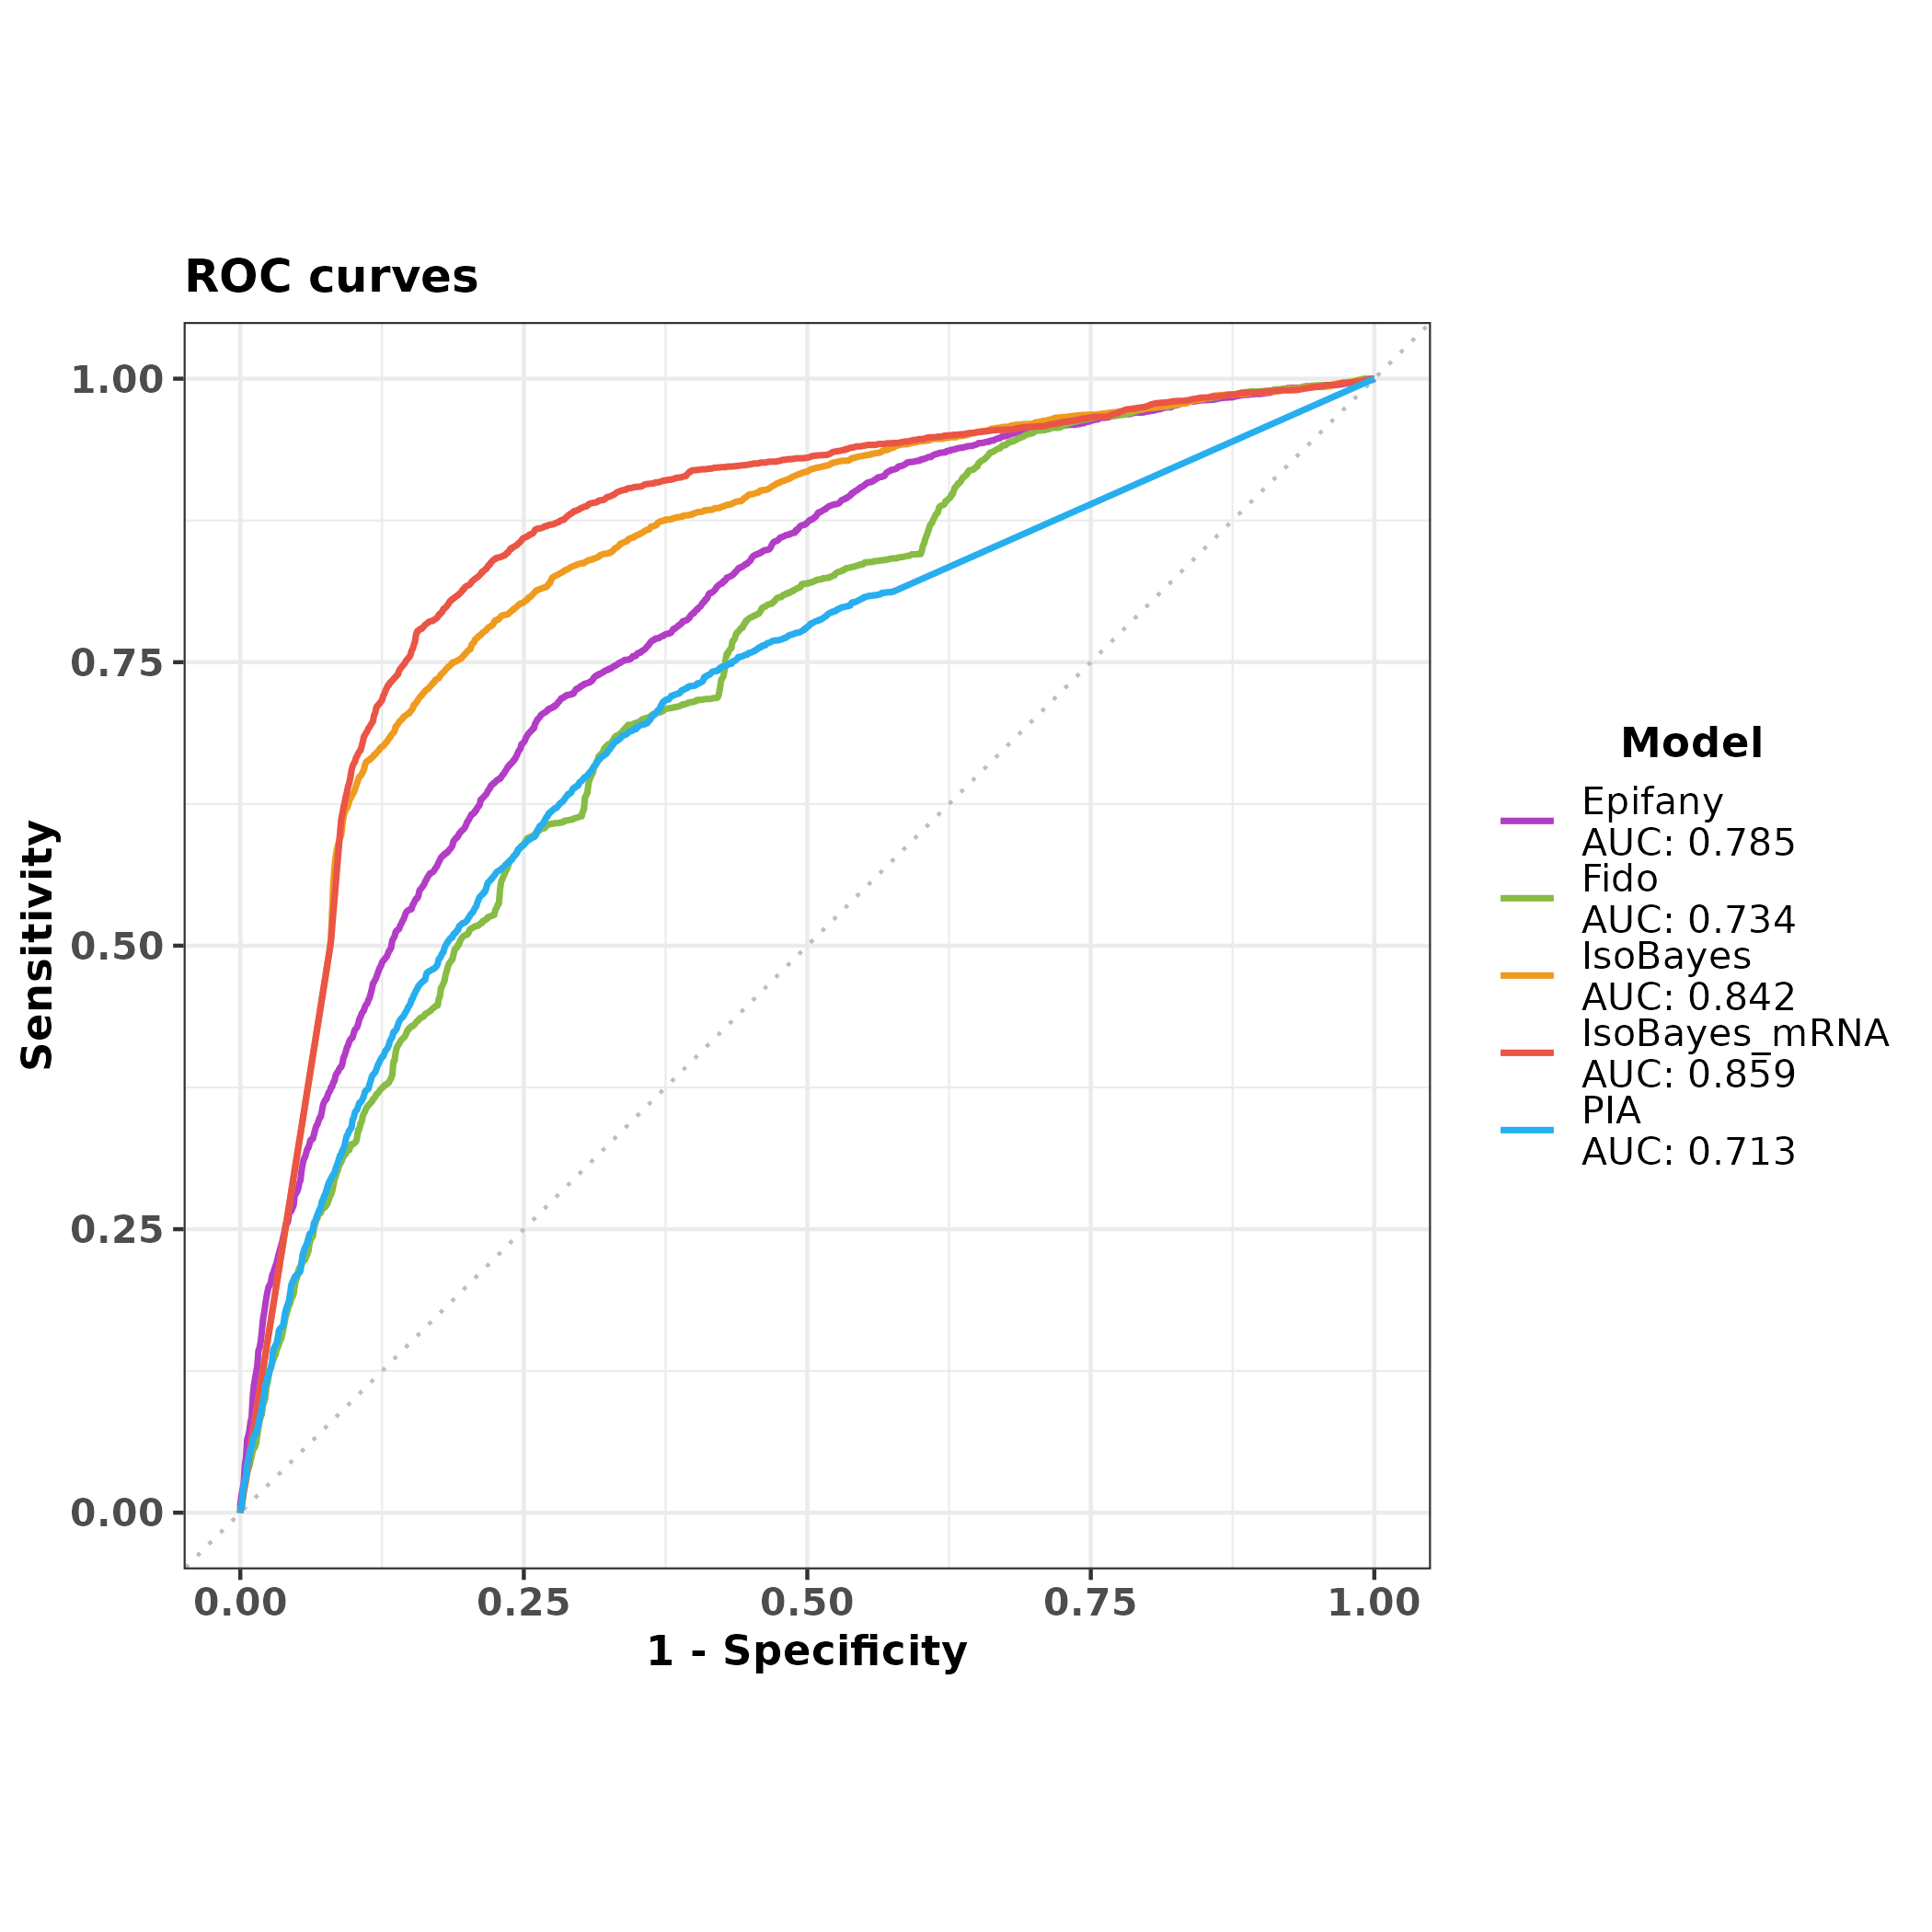 ROC curves
1.00
0.75
0.50
0.25
0.00
Sensitivity
0.00 0.25 0.50 0.75 1.00
1 - Specificity
Model
Epifany
AUC: 0.785
Fido
AUC: 0.734
IsoBayes
AUC: 0.842
IsoBayes_mRNA
AUC: 0.859
PIA
AUC: 0.713